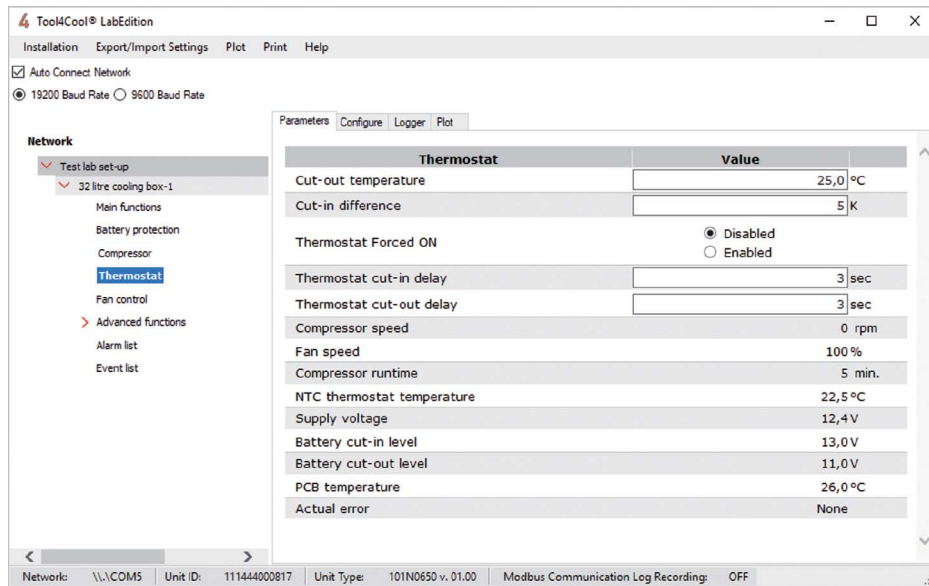 Tool4Cool® LabEdition
Installation Export/Import Settings Plot Print Help
Auto Connect Network
19200 Baud Rate 9600 Baud Rate
Parameters Configure Logger Plot
Network
Test lab set-up
32 litre cooling box-1
Main functions
Battery protection
Compressor
Thermostat
Fan control
Advanced functions
Alarm list
Event list
Thermostat Value
Cut-out temperature 25,0 °C
Cut-in difference 5 K
Thermostat Forced ON
Disabled
Enabled
Thermostat cut-in delay 3 sec
Thermostat cut-out delay 3 sec
Compressor speed 0 rpm
Fan speed 100 %
Compressor runtime 5 min.
NTC thermostat temperature 22,5 °C
Supply voltage 12,4 V
Battery cut-in level 13,0 V
Battery cut-out level 11,0 V
PCB temperature 26,0 °C
Actual error None
Network: \\.\COM5 Unit ID: 111444000817 Unit Type: 101N0650 v. 01.00 Modbus Communication Log Recording: OFF